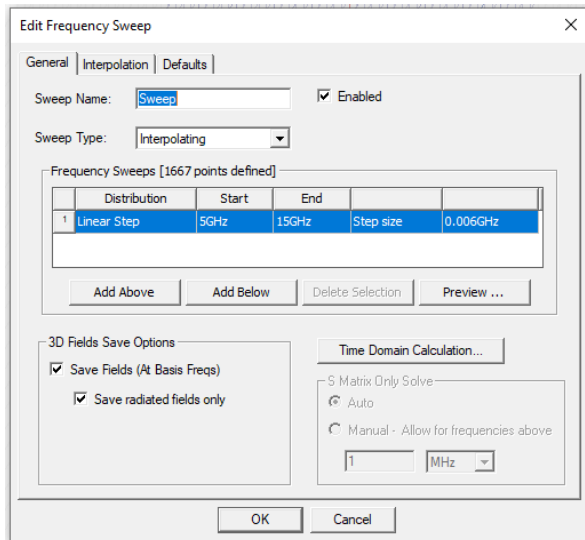 Edit Frequency Sweep
General Interpolation Defaults
Sweep Name: Sweep Enabled
Sweep Type: Interpolating
Frequency Sweeps [1667 points defined]
Distribution Start End
1 Linear Step 5GHz 15GHz Step size 0.006GHz
Add Above Add Below Delete Selection Preview ...
3D Fields Save Options
Save Fields (At Basis Freqs)
Save radiated fields only
Time Domain Calculation...
S Matrix Only Solve
Auto
Manual - Allow for frequencies above
1 MHz
OK Cancel